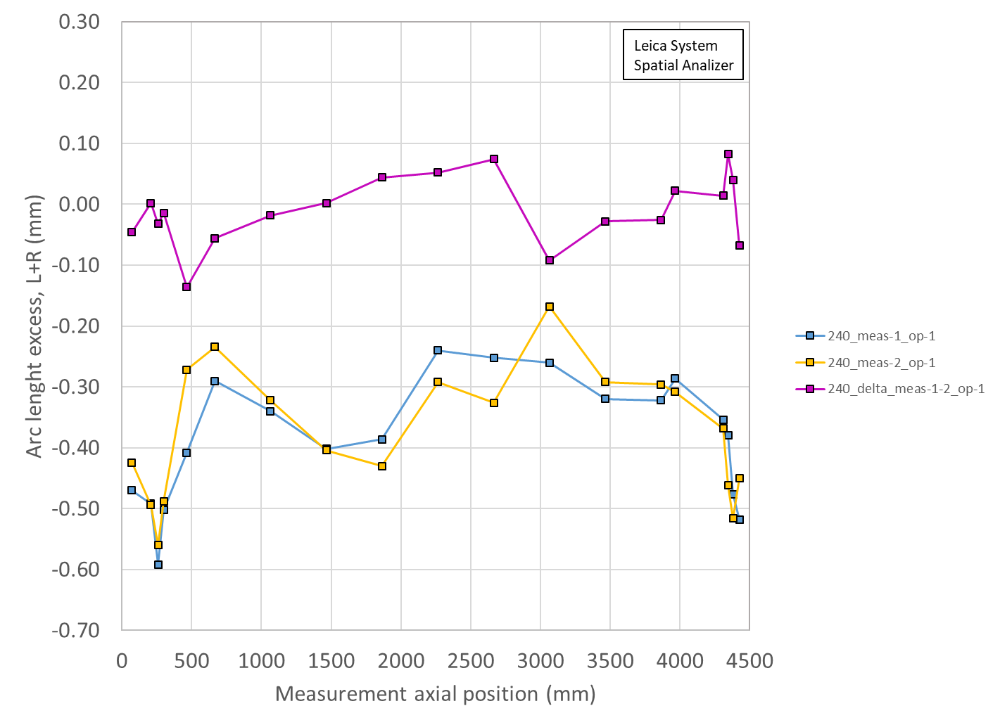 0.30
0.20
0.10
0.00
-0.10
-0.20
-0.30
-0.40
-0.50
-0.60
-0.70
Arc lenght excess, L+R (mm)
Leica System
Spatial Analizer
240_meas-1_op-1
240_meas-2_op-1
240_delta_meas-1-2_op-1
0 500 1000 1500 2000 2500 3000 3500 4000 4500
Measurement axial position (mm)